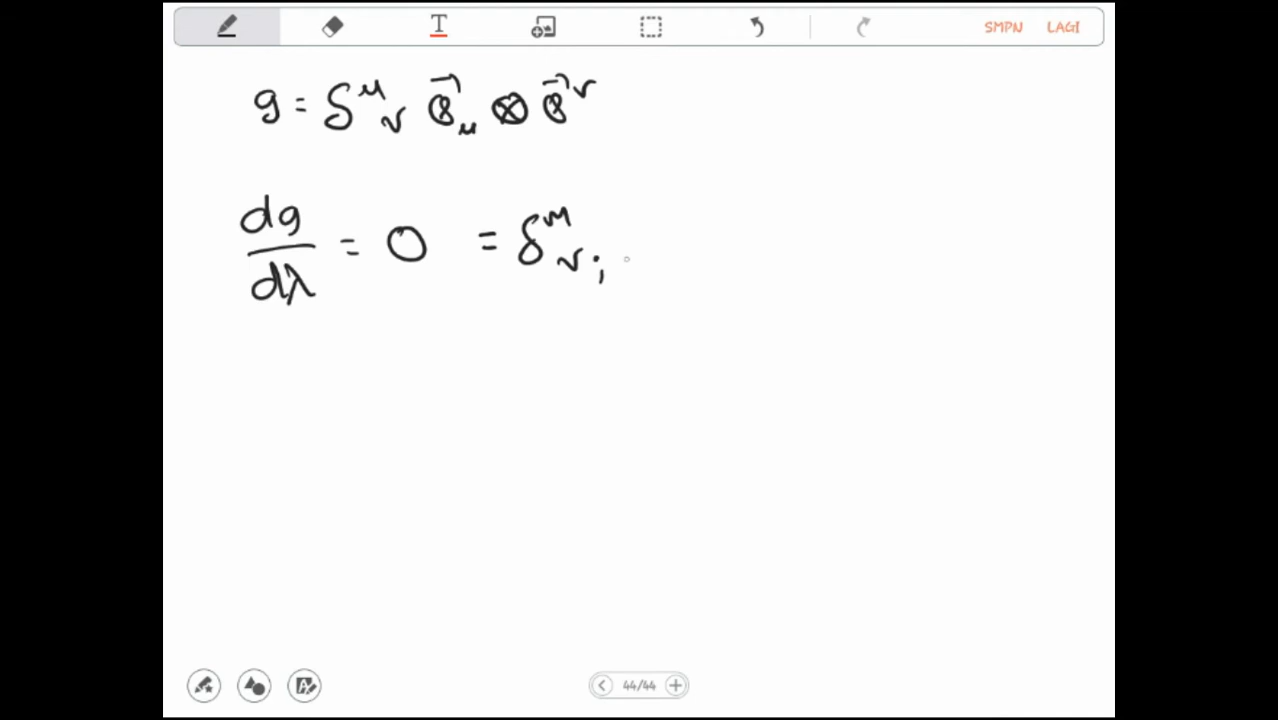 SMPN LAGI
g = δ^μ_ν e⃗_μ ⊗ e⃗^ν
dg/dλ = 0 = δ^μ_ν;
44/44